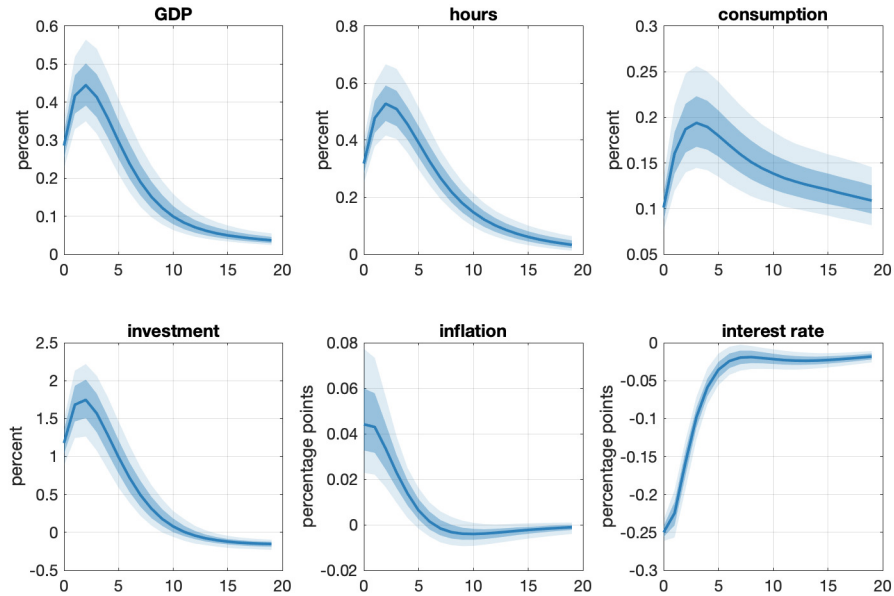 GDP
percent
0.6
0.5
0.4
0.3
0.2
0.1
0
0 5 10 15 20
hours
percent
0.8
0.6
0.4
0.2
0
0 5 10 15 20
consumption
percent
0.3
0.25
0.2
0.15
0.1
0.05
0 5 10 15 20
investment
percent
2.5
2
1.5
1
0.5
0
-0.5
0 5 10 15 20
inflation
percentage points
0.08
0.06
0.04
0.02
0
-0.02
0 5 10 15 20
interest rate
percentage points
0
-0.05
-0.1
-0.15
-0.2
-0.25
-0.3
0 5 10 15 20